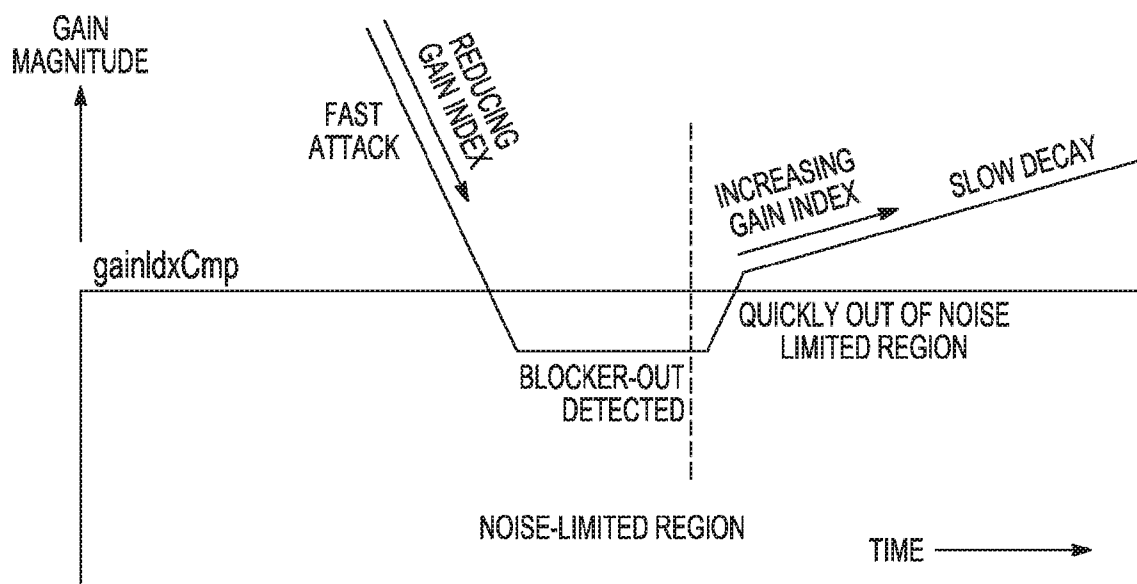 GAIN
MAGNITUDE
FAST
ATTACK
REDUCING
GAIN INDEX
INCREASING
GAIN INDEX
SLOW DECAY
gainIdxCmp
QUICKLY OUT OF NOISE
LIMITED REGION
BLOCKER-OUT
DETECTED
NOISE-LIMITED REGION
TIME